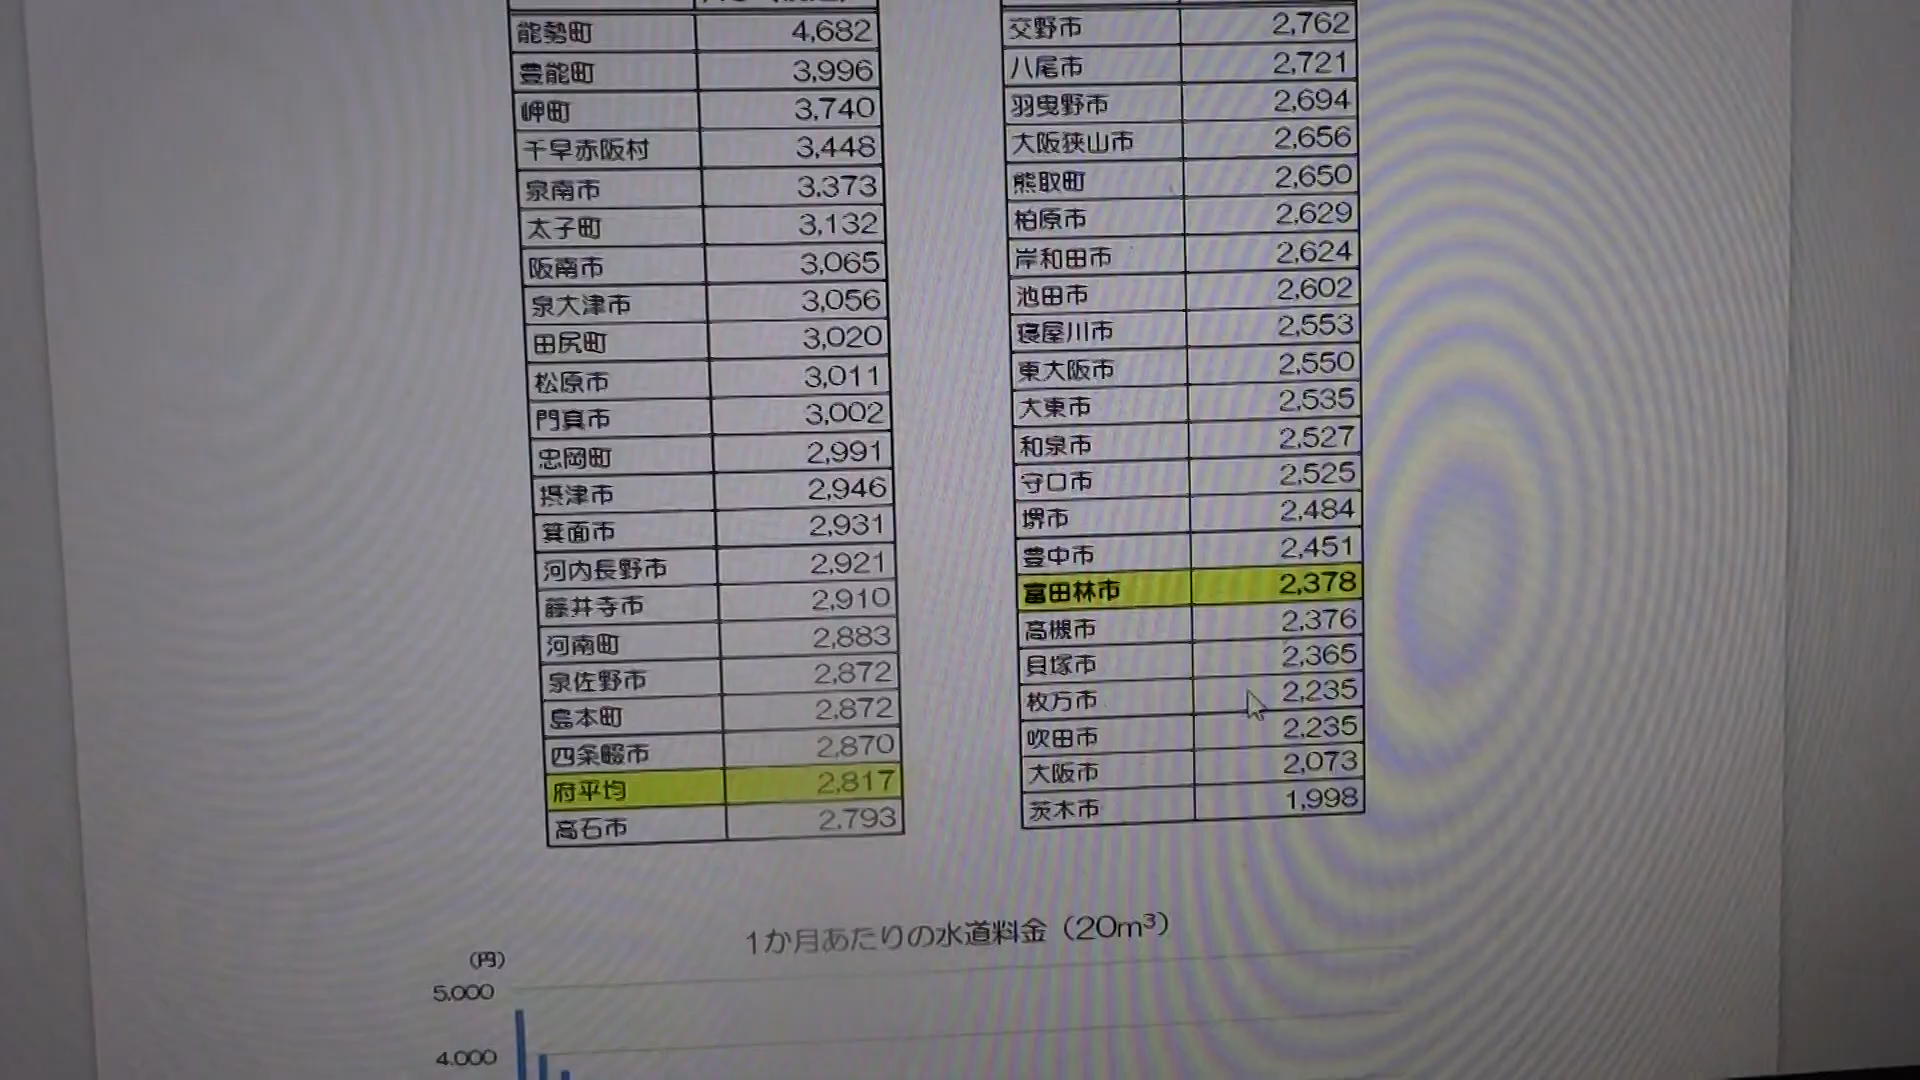 能勢町 4,682
豊能町 3,996
岬町 3,740
千早赤阪村 3,448
泉南市 3,373
太子町 3,132
阪南市 3,065
泉大津市 3,056
田尻町 3,020
松原市 3,011
門真市 3,002
忠岡町 2,991
摂津市 2,946
箕面市 2,931
河内長野市 2,921
藤井寺市 2,910
河南町 2,883
泉佐野市 2,872
島本町 2,872
四条畷市 2,870
府平均 2,817
高石市 2,793
交野市 2,762
八尾市 2,721
羽曳野市 2,694
大阪狭山市 2,656
熊取町 2,650
柏原市 2,629
岸和田市 2,624
池田市 2,602
寝屋川市 2,553
東大阪市 2,550
大東市 2,535
和泉市 2,527
守口市 2,525
堺市 2,484
豊中市 2,451
富田林市 2,378
高槻市 2,376
貝塚市 2,365
枚方市 2,235
吹田市 2,235
大阪市 2,073
茨木市 1,998
1か月あたりの水道料金（20m³）
（円）
5,000
4,000